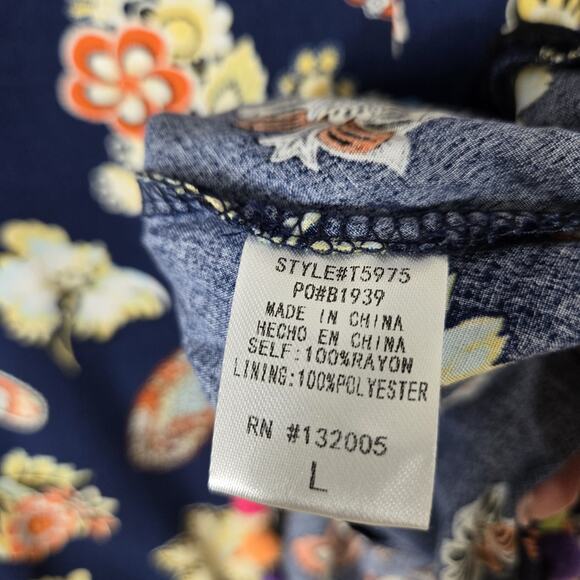 STYLE#T5975
PO#B1939
MADE IN CHINA
HECHO EN CHINA
SELF:100%RAYON
LINING:100%POLYESTER
RN #132005
L